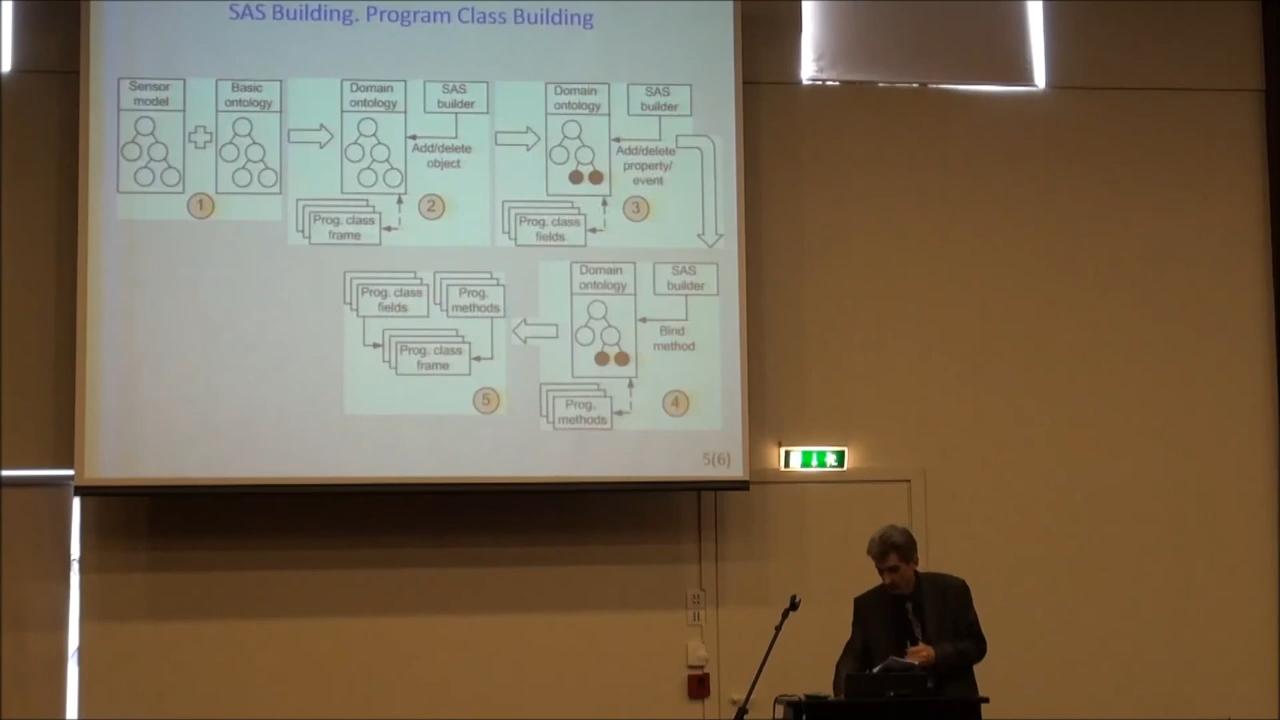 SAS Building. Program Class Building
Sensor
model
Basic
ontology
1
Domain
ontology
SAS
builder
Add/delete
object
Prog. class
frame
2
Domain
ontology
SAS
builder
Add/delete
property/
event
Prog. class
fields
3
Domain
ontology
SAS
builder
Bind
method
Prog.
methods
4
Prog. class
fields
Prog.
methods
Prog. class
frame
5
5(6)